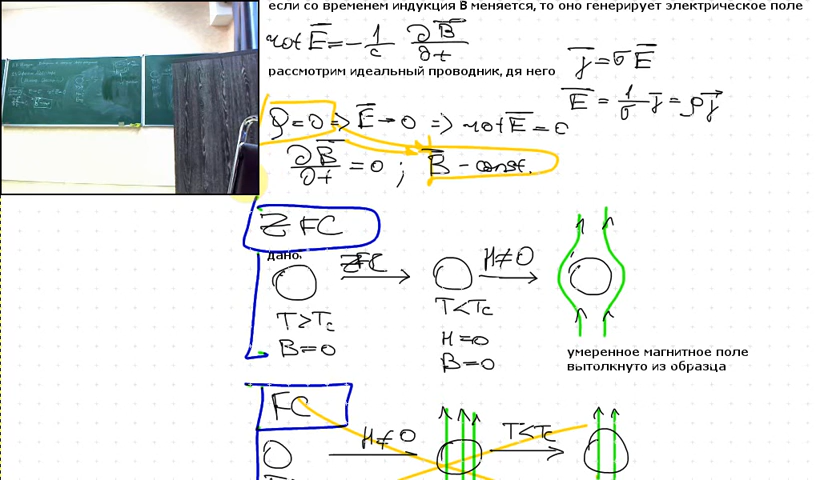 если со временем индукция B меняется, то оно генерирует электрическое поле
rot E = -1/c ∂B/∂t
j = σE
рассмотрим идеальный проводник, дя него
E = 1/σ j = ρj
ρ=0 => E→0 => rot E = 0
∂B/∂t = 0 ; B - const.
ZFC
дано.
ZFC H≠0
T>Tc T<Tc
B=0 H=0
B=0
умеренное магнитное поле
вытолкнуто из образца
FC
H≠0 T<Tc